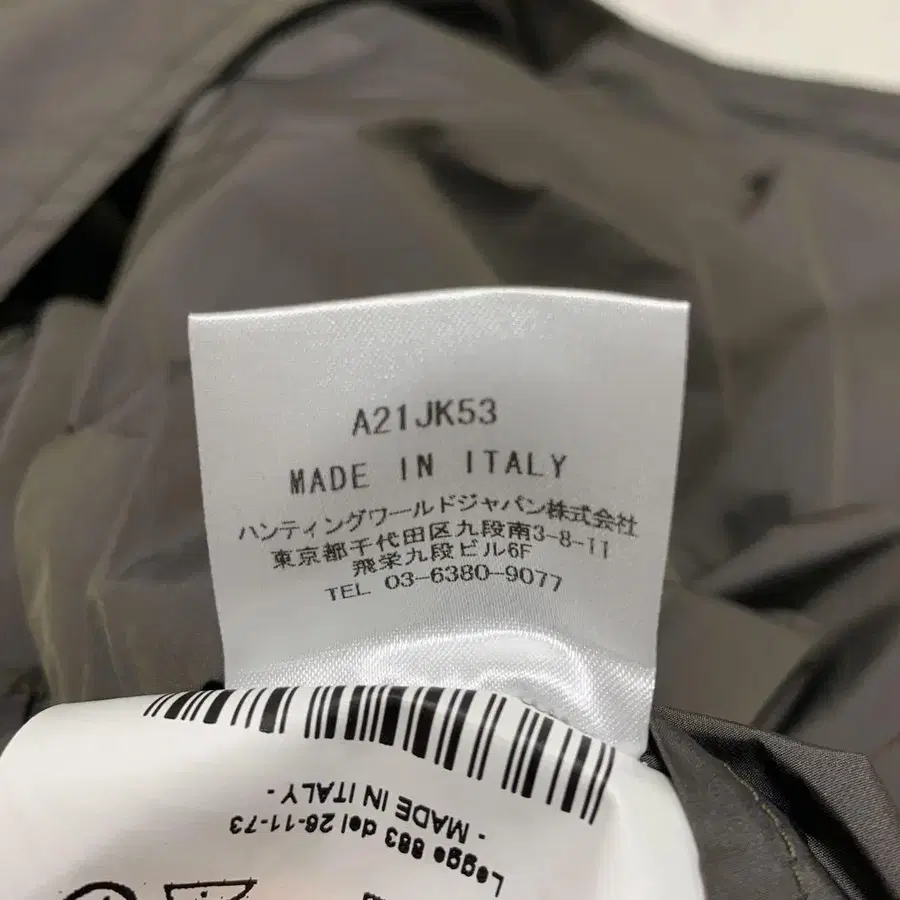 A21JK53
MADE IN ITALY
ハンティングワールドジャパン株式会社
東京都千代田区九段南3-8-11
飛栄九段ビル6F
TEL 03-6380-9077
- MADE IN ITALY -
Legge 883 del 26-11-73